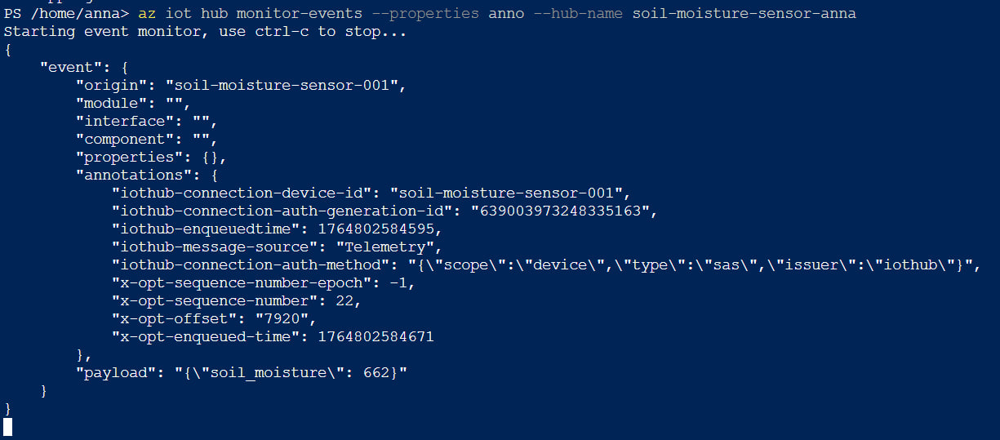 PS /home/anna> az iot hub monitor-events --properties anno --hub-name soil-moisture-sensor-anna
Starting event monitor, use ctrl-c to stop...
{
    "event": {
        "origin": "soil-moisture-sensor-001",
        "module": "",
        "interface": "",
        "component": "",
        "properties": {},
        "annotations": {
            "iothub-connection-device-id": "soil-moisture-sensor-001",
            "iothub-connection-auth-generation-id": "639003973248335163",
            "iothub-enqueuedtime": 1764802584595,
            "iothub-message-source": "Telemetry",
            "iothub-connection-auth-method": "{\"scope\":\"device\",\"type\":\"sas\",\"issuer\":\"iothub\"}",
            "x-opt-sequence-number-epoch": -1,
            "x-opt-sequence-number": 22,
            "x-opt-offset": "7920",
            "x-opt-enqueued-time": 1764802584671
        },
        "payload": "{\"soil_moisture\": 662}"
    }
}